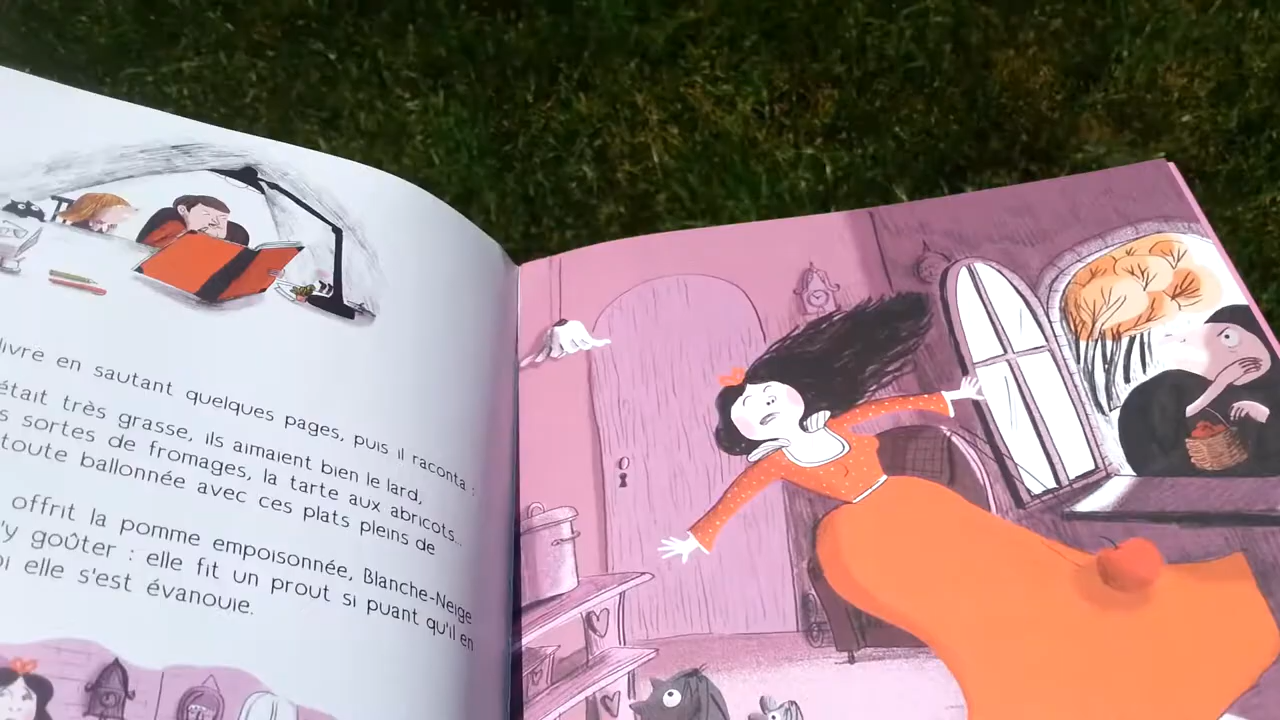 livre en sautant quelques pages, puis il raconta :
était très grasse, ils aimaient bien le lard,
sortes de fromages, la tarte aux abricots...
toute ballonnée avec ces plats pleins de
offrit la pomme empoisonnée, Blanche-Neige
'y goûter : elle fit un prout si puant qu'il en
elle s'est évanouie.